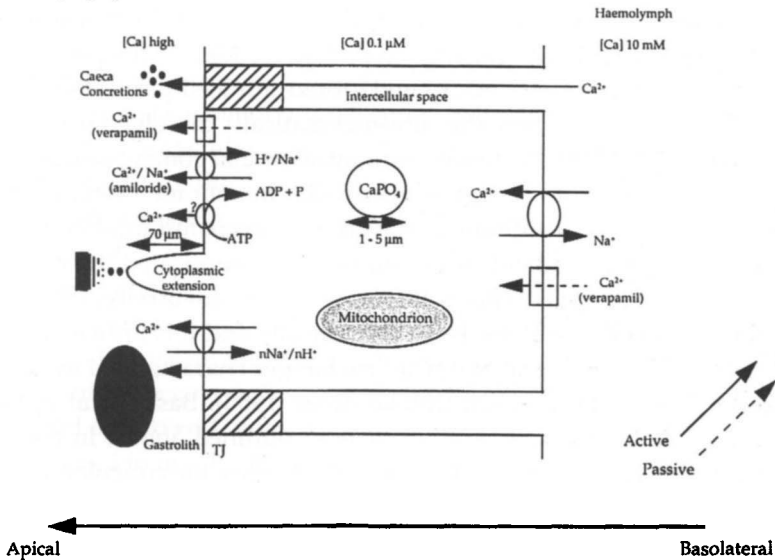 Haemolymph
[Ca] high
[Ca] 0.1 µM
[Ca] 10 mM
Caeca
Concretions
Intercellular space
Ca²⁺
Ca²⁺
(verapamil)
H⁺/Na⁺
Ca²⁺/ Na⁺
(amiloride)
ADP + P
?
Ca²⁺
ATP
CaPO₄
1 - 5 µm
Ca²⁺
Na⁺
70 µm
Cytoplasmic
extension
Ca²⁺
(verapamil)
Mitochondrion
Ca²⁺
nNa⁺/nH⁺
Gastrolith
TJ
Active
Passive
Apical
Basolateral